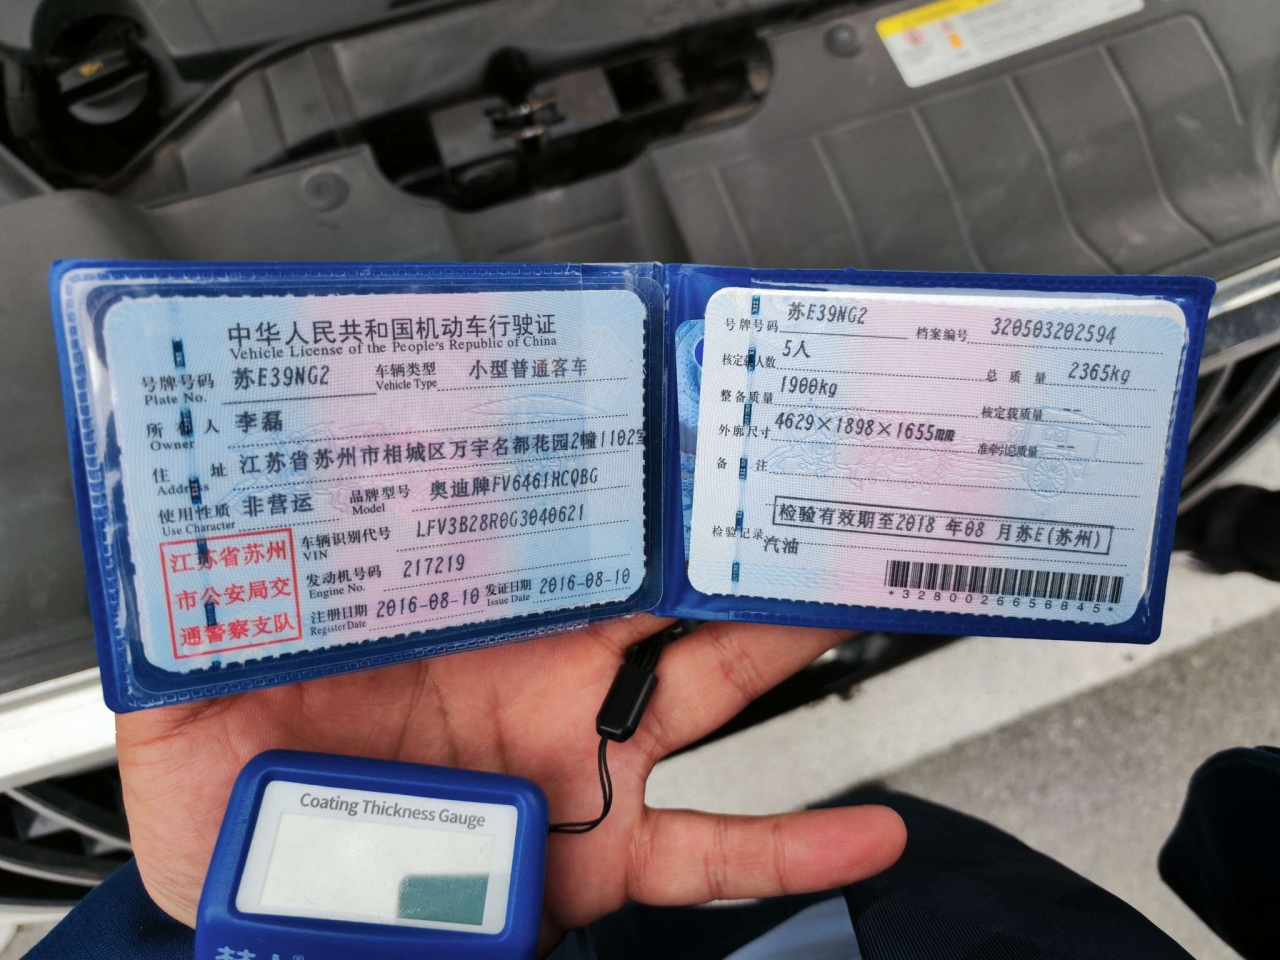 中华人民共和国机动车行驶证
Vehicle License of the People's Republic of China
号牌号码 苏E39NG2 车辆类型 小型普通客车
Plate No. Vehicle Type
所有人 李磊
Owner
住址 江苏省苏州市相城区万宇名都花园2幢1102室
Address
使用性质 非营运 品牌型号 奥迪牌FV6461HCQBG
Use Character Model
江苏省苏州市公安局交通警察支队
车辆识别代号 LFV3B28R0G3040621
VIN
发动机号码 217219
Engine No.
注册日期 2016-08-10 发证日期 2016-08-10
Register Date Issue Date
号牌号码 苏E39NG2 档案编号 320503202594
核定载人数 5人 总质量 2365kg
整备质量 1900kg 核定载质量 --
外廓尺寸 4629×1898×1655mm 准牵引总质量 --
备注
检验有效期至2018年08月苏E(苏州)
检验记录 汽油
*3280026656845*
Coating Thickness Gauge